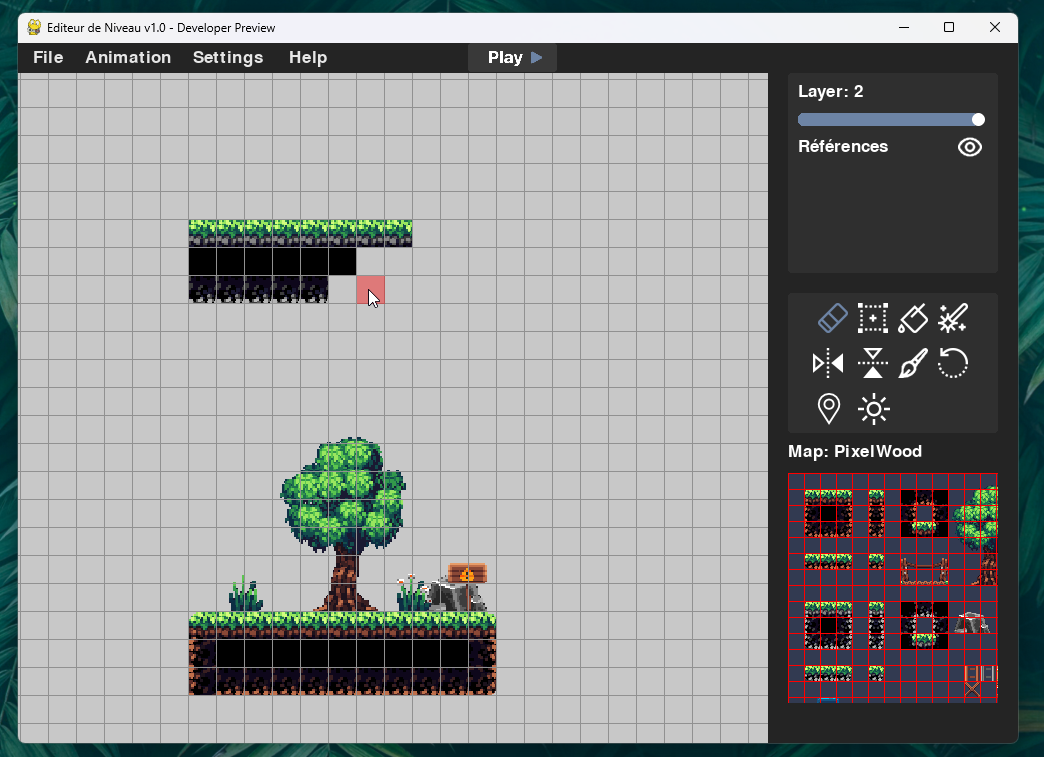 Editeur de Niveau v1.0 - Developer Preview
File Animation Settings Help Play
Layer: 2
Références
Map: PixelWood